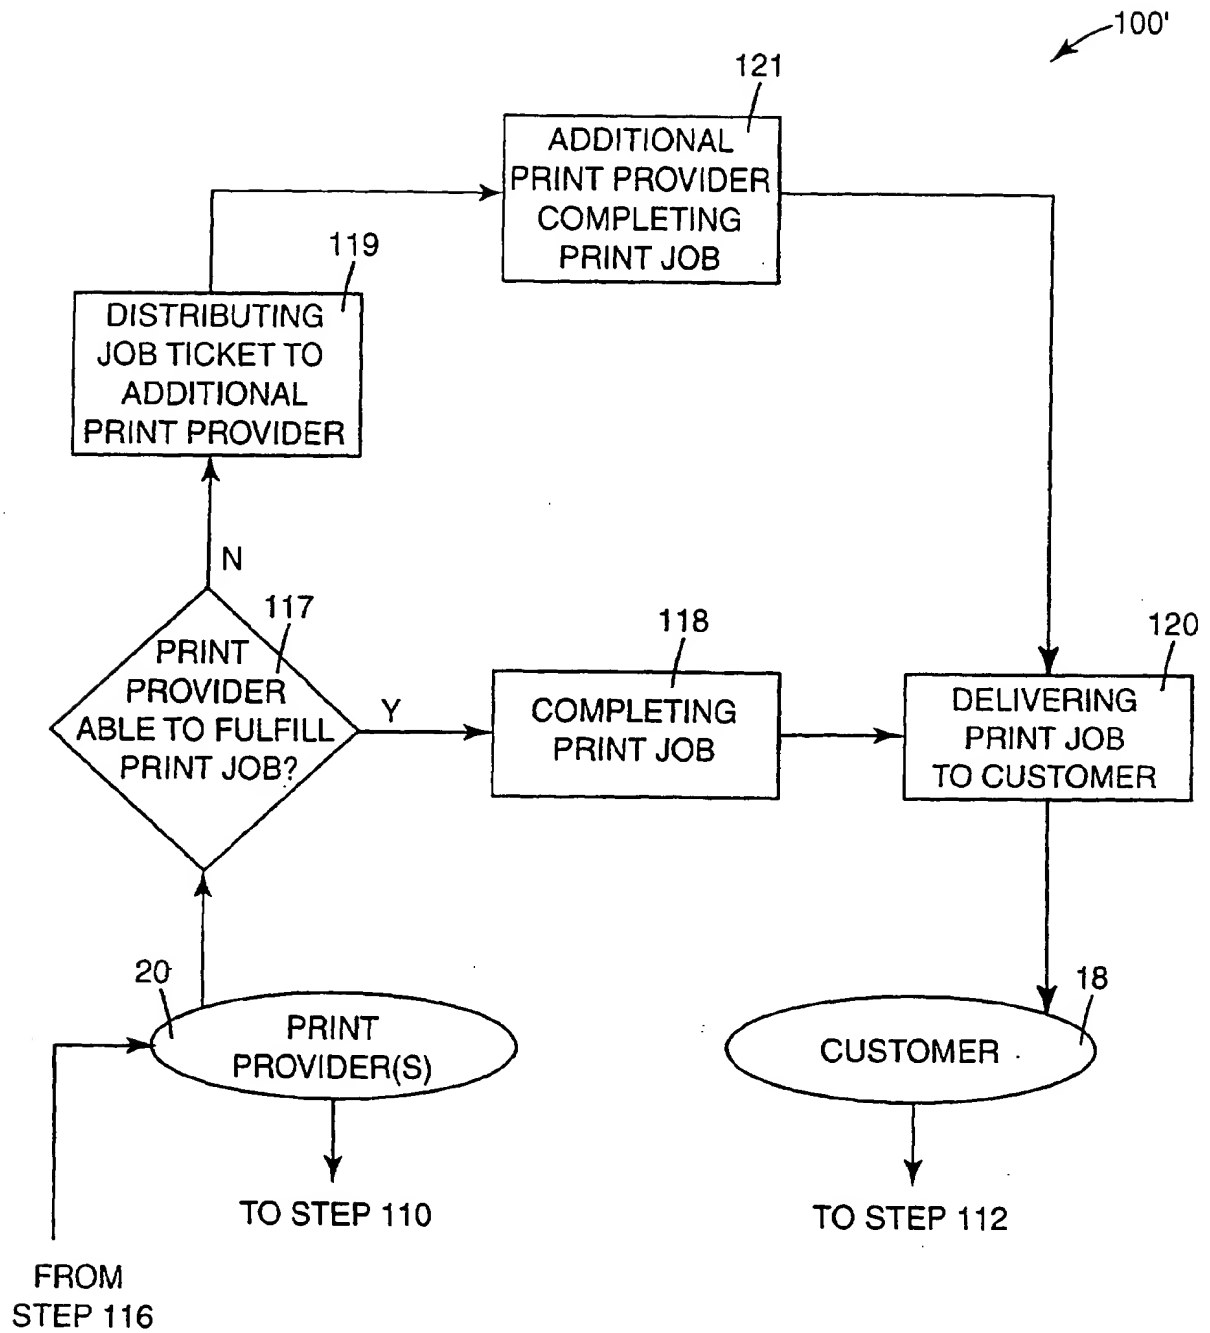 100'
121
ADDITIONAL
PRINT PROVIDER
COMPLETING
PRINT JOB
119
DISTRIBUTING
JOB TICKET TO
ADDITIONAL
PRINT PROVIDER
N
117
PRINT
PROVIDER
ABLE TO FULFILL
PRINT JOB?
Y
118
COMPLETING
PRINT JOB
120
DELIVERING
PRINT JOB
TO CUSTOMER
20
PRINT
PROVIDER(S)
18
CUSTOMER
TO STEP 110
TO STEP 112
FROM
STEP 116